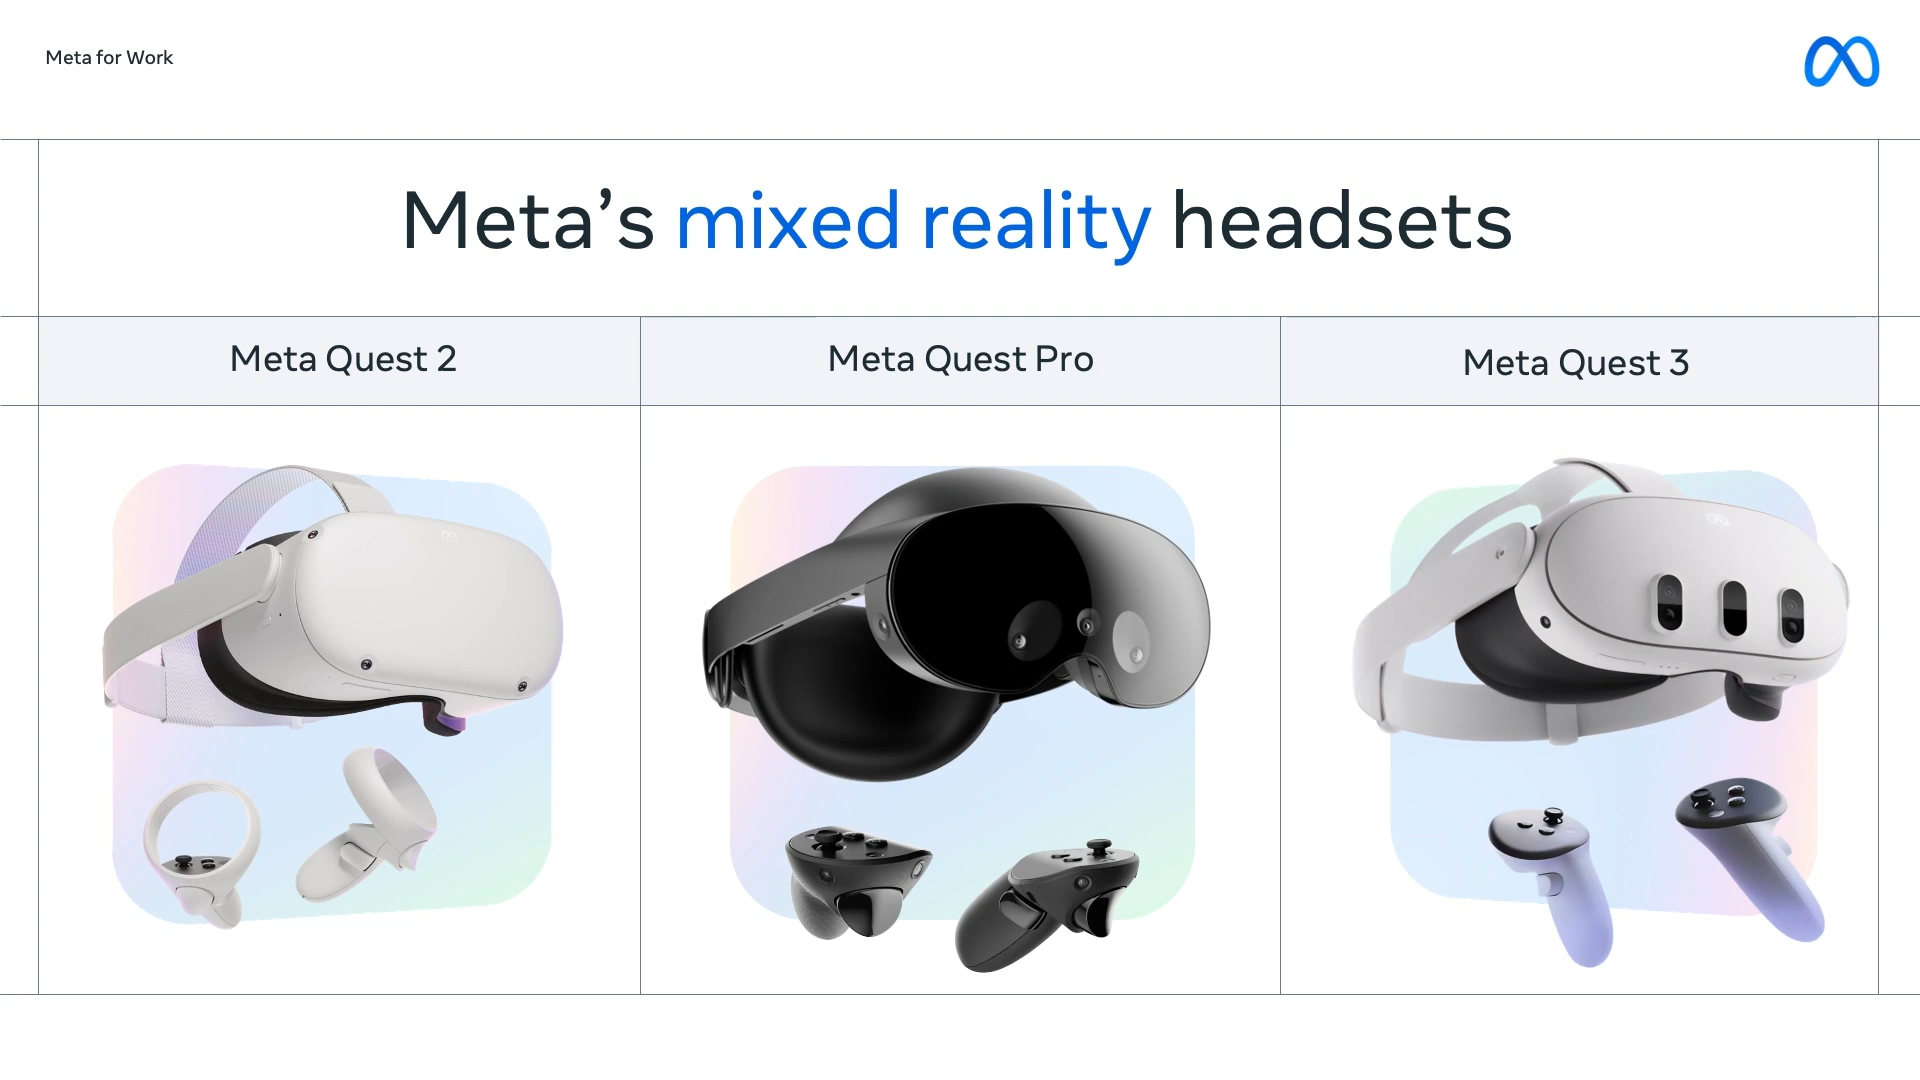 Meta for Work
Meta’s mixed reality headsets
Meta Quest 2
Meta Quest Pro
Meta Quest 3